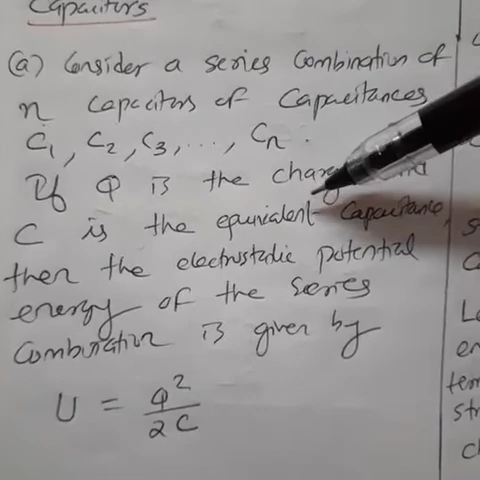 Capacitors
(a) Consider a series Combination of
n capacitors of Capacitances
C1, C2, C3, ..., Cn.
If Q is the
C is the equivalent Capacitance
then the electrostatic potential
energy of the series
Combination is given by
U = Q²/2C